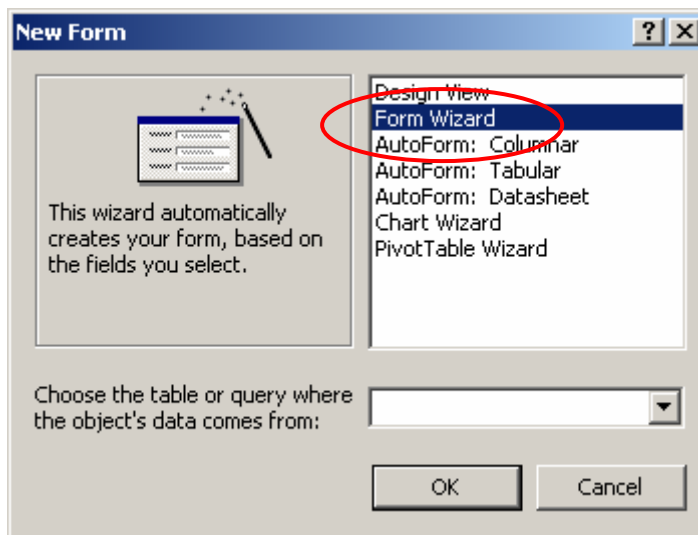 New Form
Design View
Form Wizard
AutoForm: Columnar
AutoForm: Tabular
AutoForm: Datasheet
Chart Wizard
PivotTable Wizard
This wizard automatically
creates your form, based on
the fields you select.
Choose the table or query where
the object's data comes from:
OK
Cancel